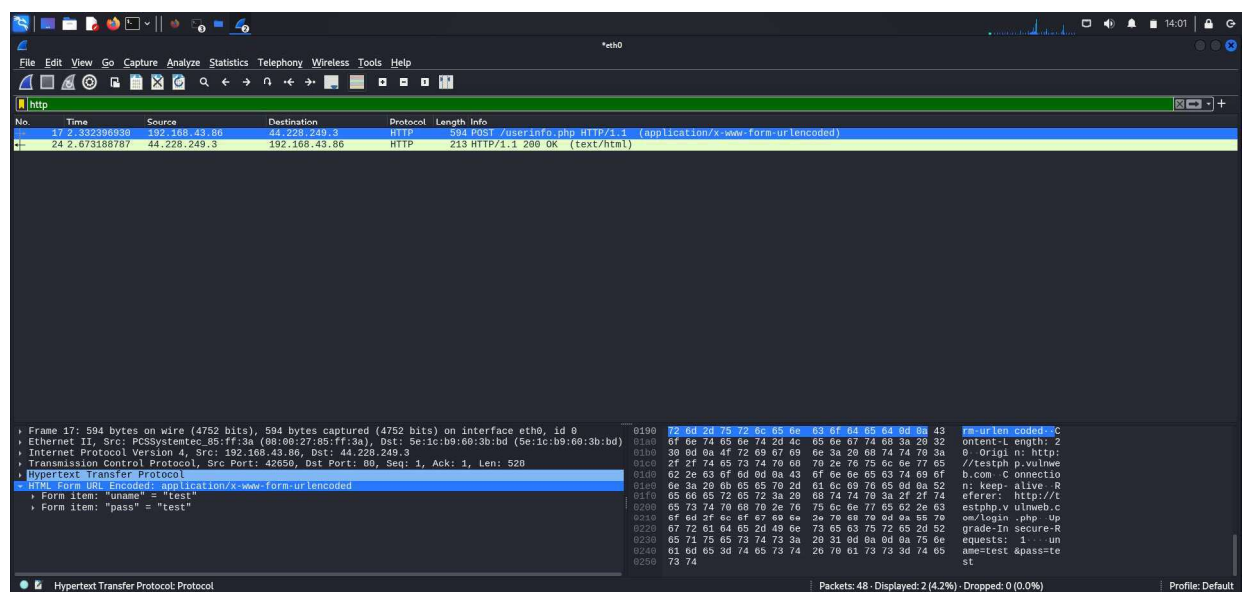 14:01
*eth0
File Edit View Go Capture Analyze Statistics Telephony Wireless Tools Help
http
No. Time Source Destination Protocol Length Info
17 2.332396930 192.168.43.86 44.228.249.3 HTTP 594 POST /userinfo.php HTTP/1.1 (application/x-www-form-urlencoded)
24 2.673188787 44.228.249.3 192.168.43.86 HTTP 213 HTTP/1.1 200 OK (text/html)
Frame 17: 594 bytes on wire (4752 bits), 594 bytes captured (4752 bits) on interface eth0, id 0
Ethernet II, Src: PCSSystemtec_85:ff:3a (08:00:27:85:ff:3a), Dst: 5e:1c:b9:60:3b:bd (5e:1c:b9:60:3b:bd)
Internet Protocol Version 4, Src: 192.168.43.86, Dst: 44.228.249.3
Transmission Control Protocol, Src Port: 42650, Dst Port: 80, Seq: 1, Ack: 1, Len: 528
Hypertext Transfer Protocol
HTML Form URL Encoded: application/x-www-form-urlencoded
Form item: "uname" = "test"
Form item: "pass" = "test"
0190 72 6d 2d 75 72 6c 65 6e 63 6f 64 65 64 0d 0a 43 rm-urlen coded··C
01a0 6f 6e 74 65 6e 74 2d 4c 65 6e 67 74 68 3a 20 32 ontent-L ength: 2
01b0 30 0d 0a 4f 72 69 67 69 6e 3a 20 68 74 74 70 3a 0··Origi n: http:
01c0 2f 2f 74 65 73 74 70 68 70 2e 76 75 6c 6e 77 65 //testph p.vulnwe
01d0 62 2e 63 6f 6d 0d 0a 43 6f 6e 6e 65 63 74 69 6f b.com··C onnectio
01e0 6e 3a 20 6b 65 65 70 2d 61 6c 69 76 65 0d 0a 52 n: keep- alive··R
01f0 65 66 65 72 65 72 3a 20 68 74 74 70 3a 2f 2f 74 eferer: http://t
0200 65 73 74 70 68 70 2e 76 75 6c 6e 77 65 62 2e 63 estphp.v ulnweb.c
0210 6f 6d 2f 6c 6f 67 69 6e 2e 70 68 70 0d 0a 55 70 om/login .php··Up
0220 67 72 61 64 65 2d 49 6e 73 65 63 75 72 65 2d 52 grade-In secure-R
0230 65 71 75 65 73 74 73 3a 20 31 0d 0a 0d 0a 75 6e equests: 1····un
0240 61 6d 65 3d 74 65 73 74 26 70 61 73 73 3d 74 65 ame=test &pass=te
0250 73 74 st
Hypertext Transfer Protocol: Protocol
Packets: 48 · Displayed: 2 (4.2%) · Dropped: 0 (0.0%)
Profile: Default